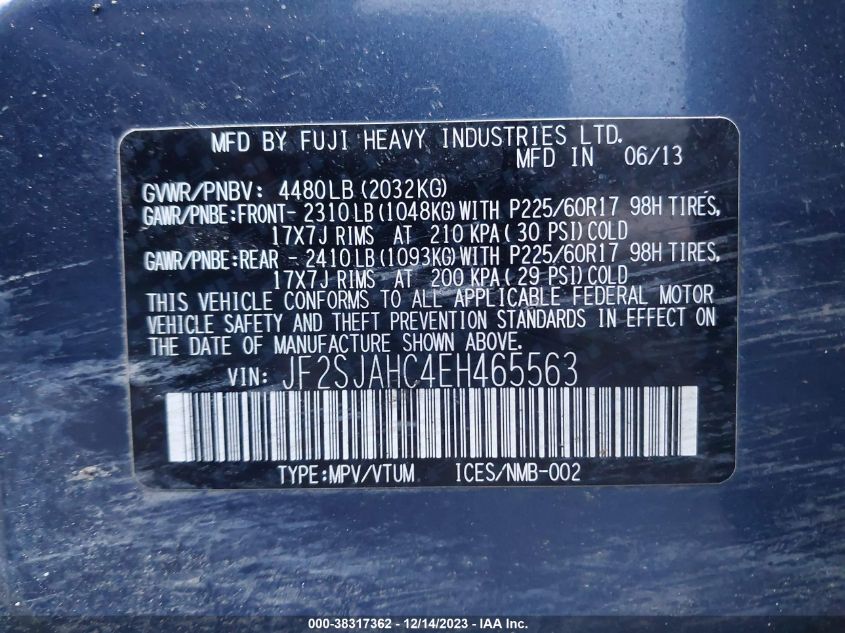 MFD BY FUJI HEAVY INDUSTRIES LTD.
MFD IN 06/13
GVWR/PNBV: 4480LB (2032KG)
GAWR/PNBE:FRONT- 2310LB (1048KG) WITH P225/60R17 98H TIRES,
17X7J RIMS AT 210 KPA ( 30 PSI) COLD
GAWR/PNBE:REAR - 2410LB (1093KG) WITH P225/60R17 98H TIRES,
17X7J RIMS AT 200 KPA ( 29 PSI) COLD
THIS VEHICLE CONFORMS TO ALL APPLICABLE FEDERAL MOTOR
VEHICLE SAFETY AND THEFT PREVENTION STANDARDS IN EFFECT ON
THE DATE OF MANUFACTURE SHOWN ABOVE.
VIN: JF2SJAHC4EH465563
TYPE:MPV/VTUM ICES/NMB-002
000-38317362 - 12/14/2023 - IAA Inc.